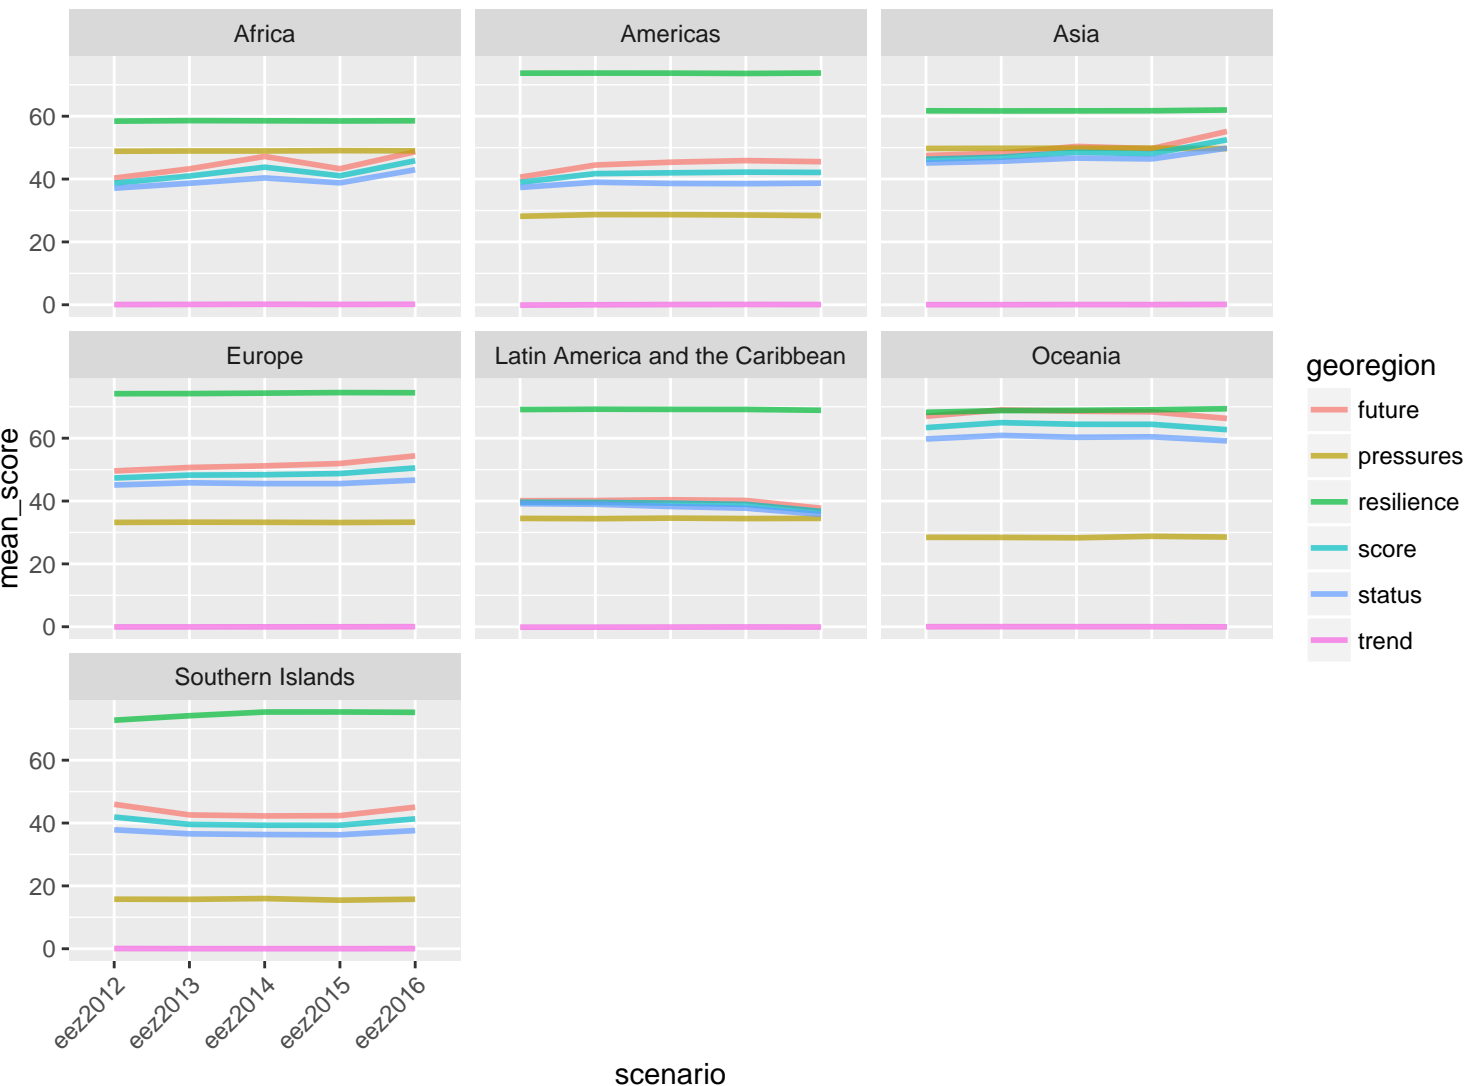 Africa
Americas
Asia
60
40
20
0
Europe
Latin America and the Caribbean
Oceania
60
40
20
0
Southern Islands
60
40
20
0
eez2012
eez2013
eez2014
eez2015
eez2016
mean_score
scenario
georegion
future
pressures
resilience
score
status
trend